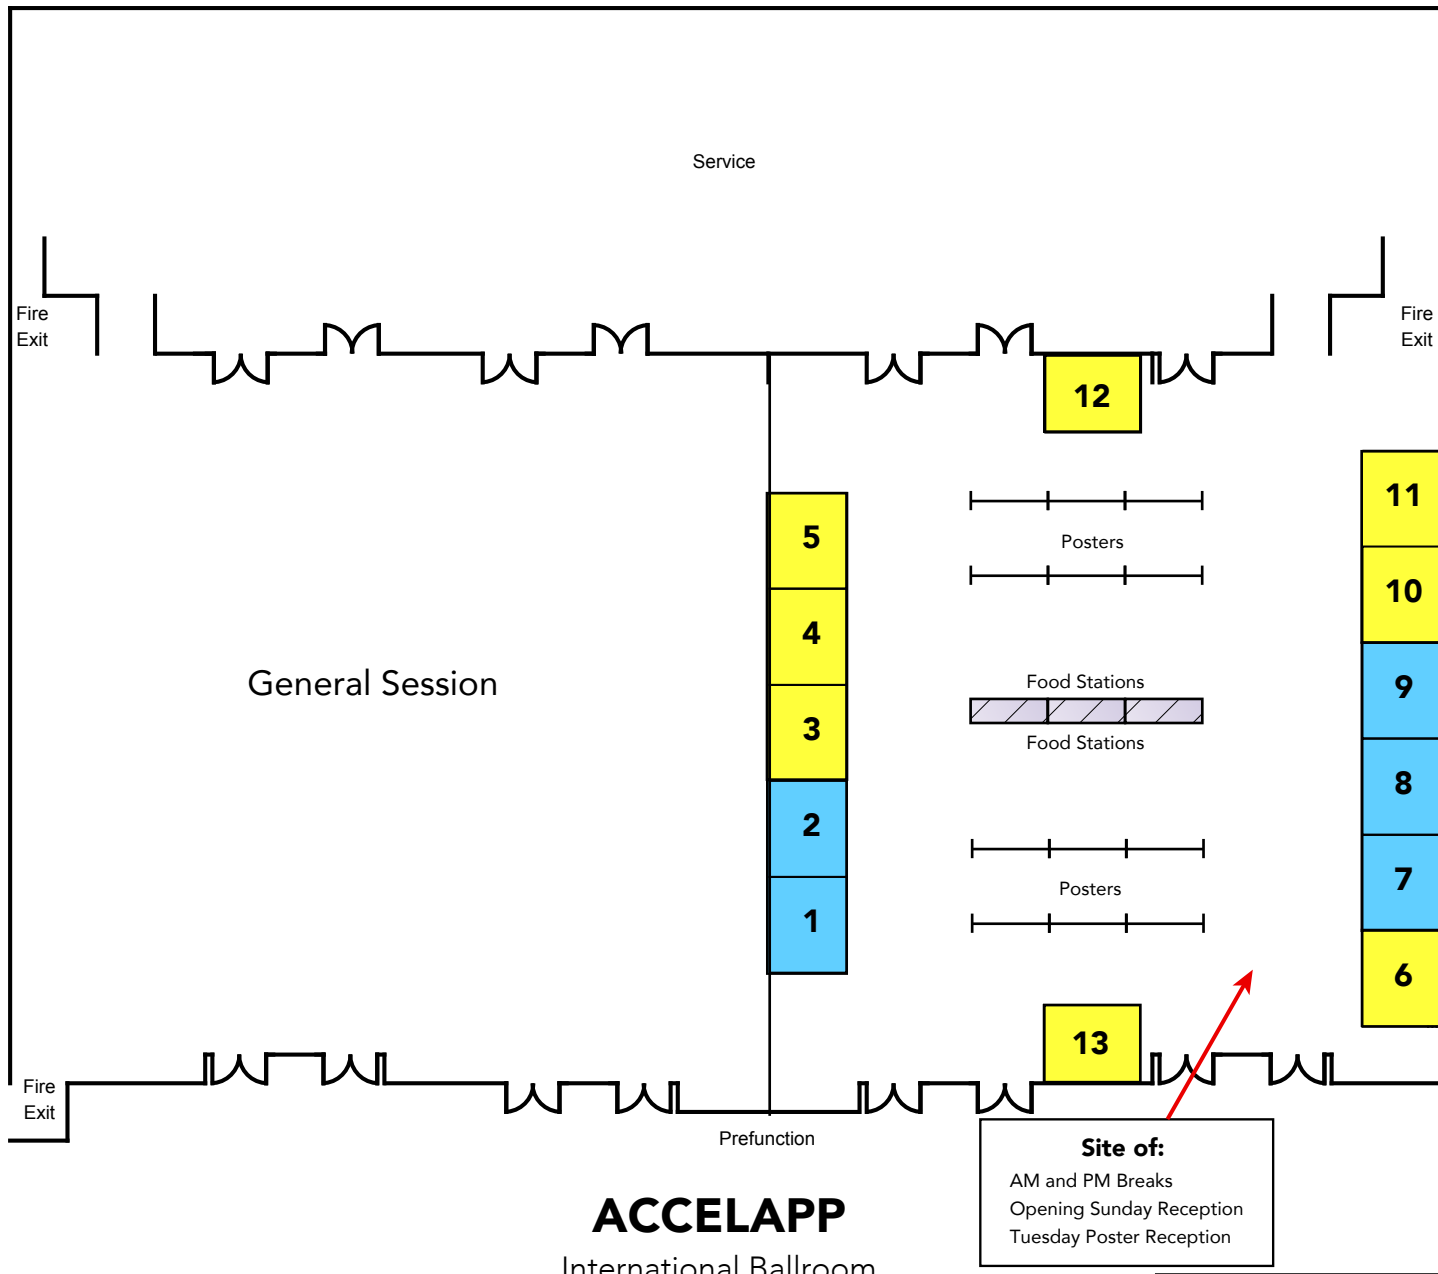 Service
Fire
Exit
Fire
Exit
12
11
5
Posters
10
4
General Session
Food Stations
9
3
Food Stations
8
2
7
Posters
1
6
13
Fire
Exit
Prefunction
Site of:
AM and PM Breaks
Opening Sunday Reception
Tuesday Poster Reception
ACCELAPP
International Ballroom